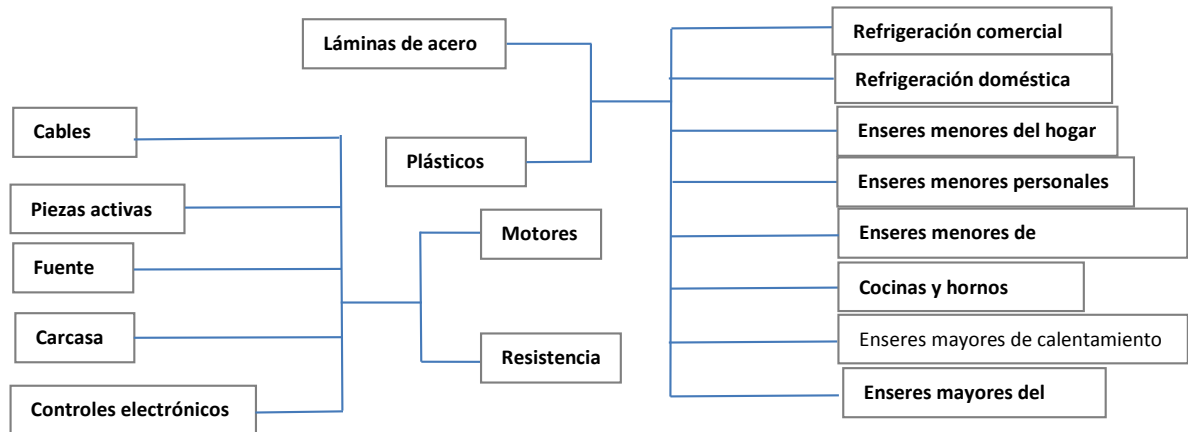 Láminas de acero
Plásticos
Cables
Piezas activas
Fuente
Carcasa
Controles electrónicos
Motores
Resistencia
Refrigeración comercial
Refrigeración doméstica
Enseres menores del hogar
Enseres menores personales
Enseres menores de
Cocinas y hornos
Enseres mayores de calentamiento
Enseres mayores del